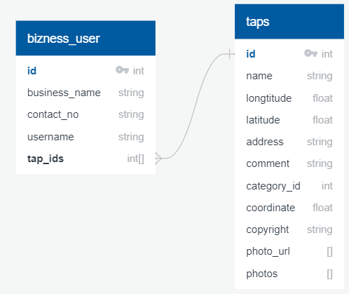 bizness_user
id int
business_name string
contact_no string
username string
tap_ids int[]
taps
id int
name string
longtitude float
latitude float
address string
comment string
category_id int
coordinate float
copyright string
photo_url []
photos []